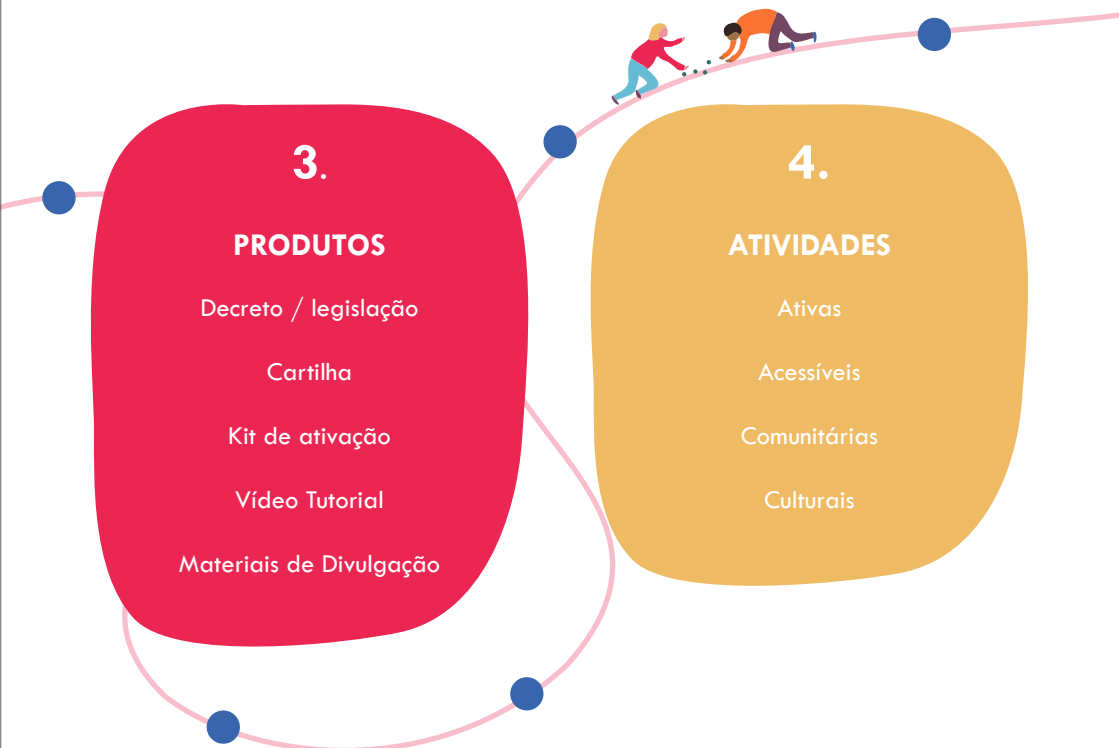 3.
PRODUTOS
Decreto / legislação
Cartilha
Kit de ativação
Vídeo Tutorial
Materiais de Divulgação
4.
ATIVIDADES
Ativas
Acessíveis
Comunitárias
Culturais